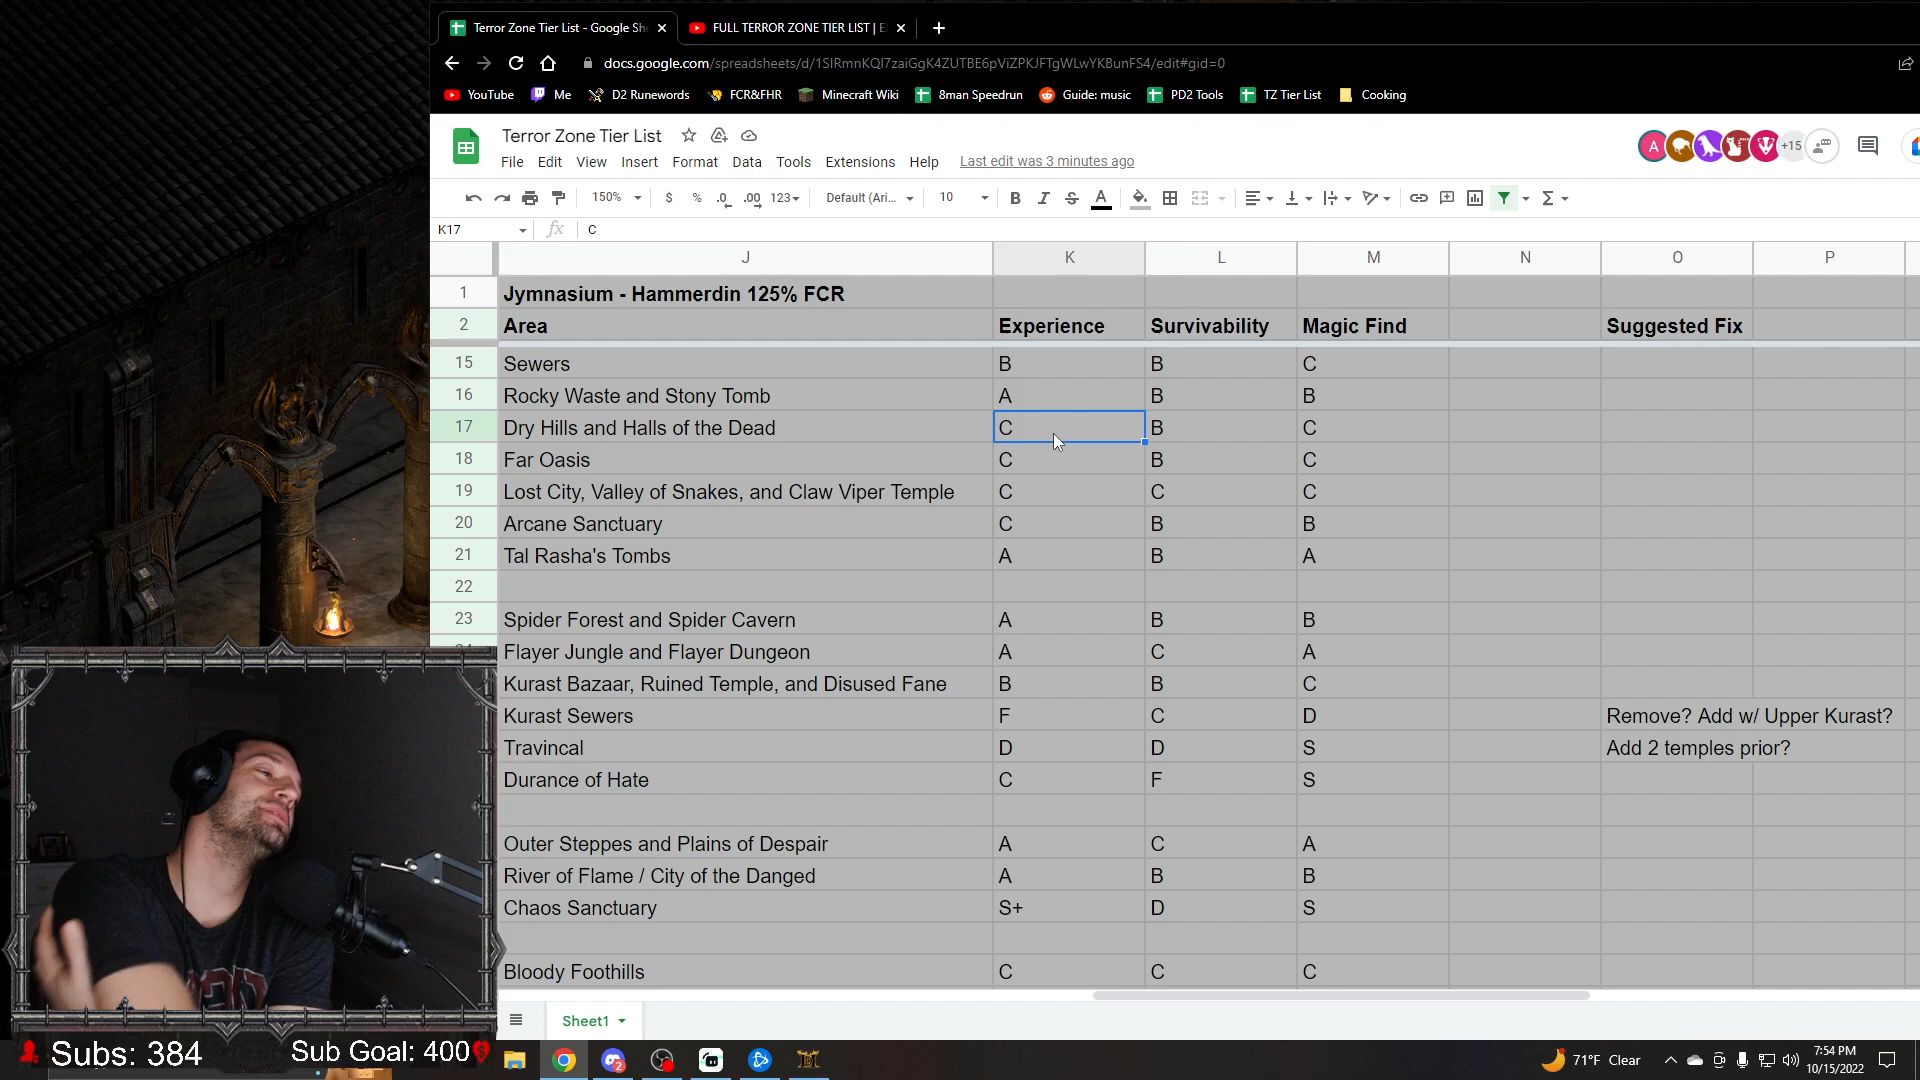 Terror Zone Tier List - Google She
FULL TERROR ZONE TIER LIST | E
docs.google.com/spreadsheets/d/1SIRmnKQI7zaiGgK4ZUTBE6pViZPKJFTgWLwYKBunFS4/edit#gid=0
YouTube Me D2 Runewords FCR&FHR Minecraft Wiki 8man Speedrun Guide: music PD2 Tools TZ Tier List Cooking
Terror Zone Tier List
A +15
File Edit View Insert Format Data Tools Extensions Help Last edit was 3 minutes ago
150% $ % .0 .00 123 Default (Ari... 10 B I S A Σ
K17 fx C
J K L M N O P
1 Jymnasium - Hammerdin 125% FCR
2 Area Experience Survivability Magic Find Suggested Fix
15 Sewers B B C
16 Rocky Waste and Stony Tomb A B B
17 Dry Hills and Halls of the Dead C B C
18 Far Oasis C B C
19 Lost City, Valley of Snakes, and Claw Viper Temple C C C
20 Arcane Sanctuary C B B
21 Tal Rasha's Tombs A B A
22
23 Spider Forest and Spider Cavern A B B
Flayer Jungle and Flayer Dungeon A C A
Kurast Bazaar, Ruined Temple, and Disused Fane B B C
Kurast Sewers F C D Remove? Add w/ Upper Kurast?
Travincal D D S Add 2 temples prior?
Durance of Hate C F S
Outer Steppes and Plains of Despair A C A
River of Flame / City of the Danged A B B
Chaos Sanctuary S+ D S
Bloody Foothills C C C
Sheet1
Subs: 384 Sub Goal: 400
2
71°F Clear
7:54 PM
10/15/2022